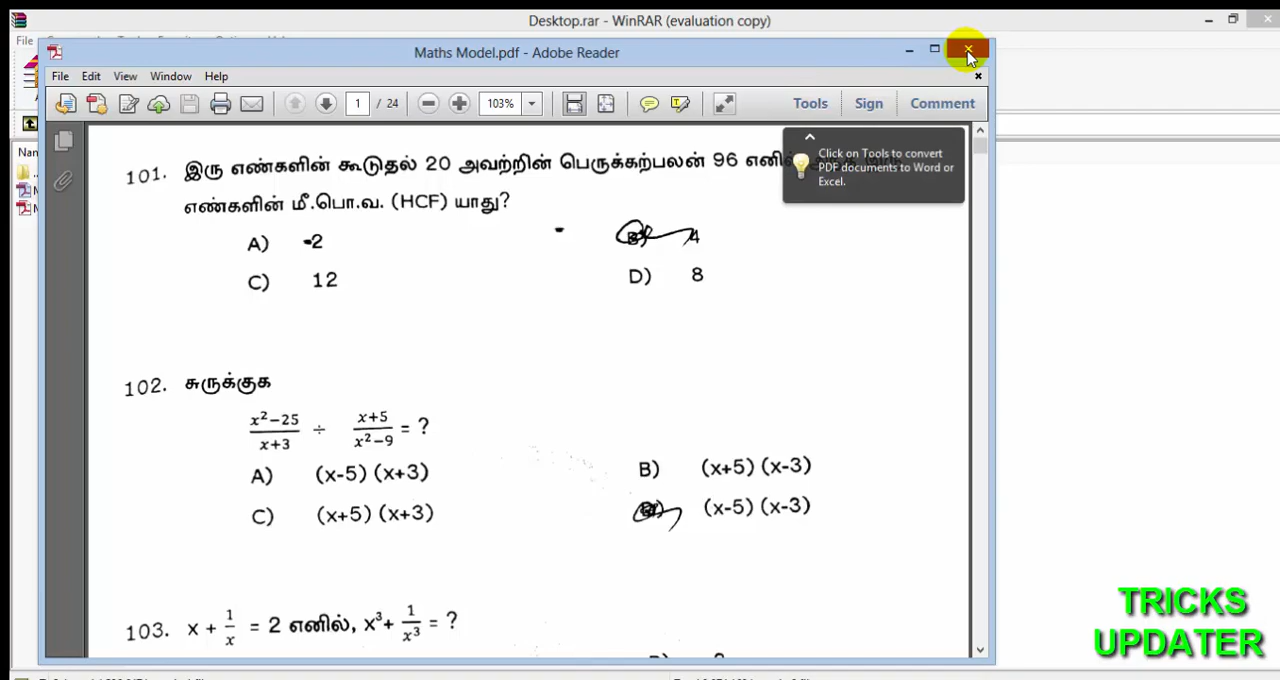 Desktop.rar - WinRAR (evaluation copy)
File
Maths Model.pdf - Adobe Reader
File Edit View Window Help
1 / 24 103% Tools Sign Comment
Click on Tools to convert
PDF documents to Word or
Excel.
101. இரு எண்களின் கூடுதல் 20 அவற்றின் பெருக்கற்பலன் 96 எனில்
எண்களின் மீ.பொ.வ. (HCF) யாது?
A) 2 B) 4
C) 12 D) 8
102. சுருக்குக
x²-25 / x+3 ÷ x+5 / x²-9 = ?
A) (x-5) (x+3) B) (x+5) (x-3)
C) (x+5) (x+3) (x-5) (x-3)
103. x + 1/x = 2 எனில், x³+ 1/x³ = ?
TRICKS
UPDATER